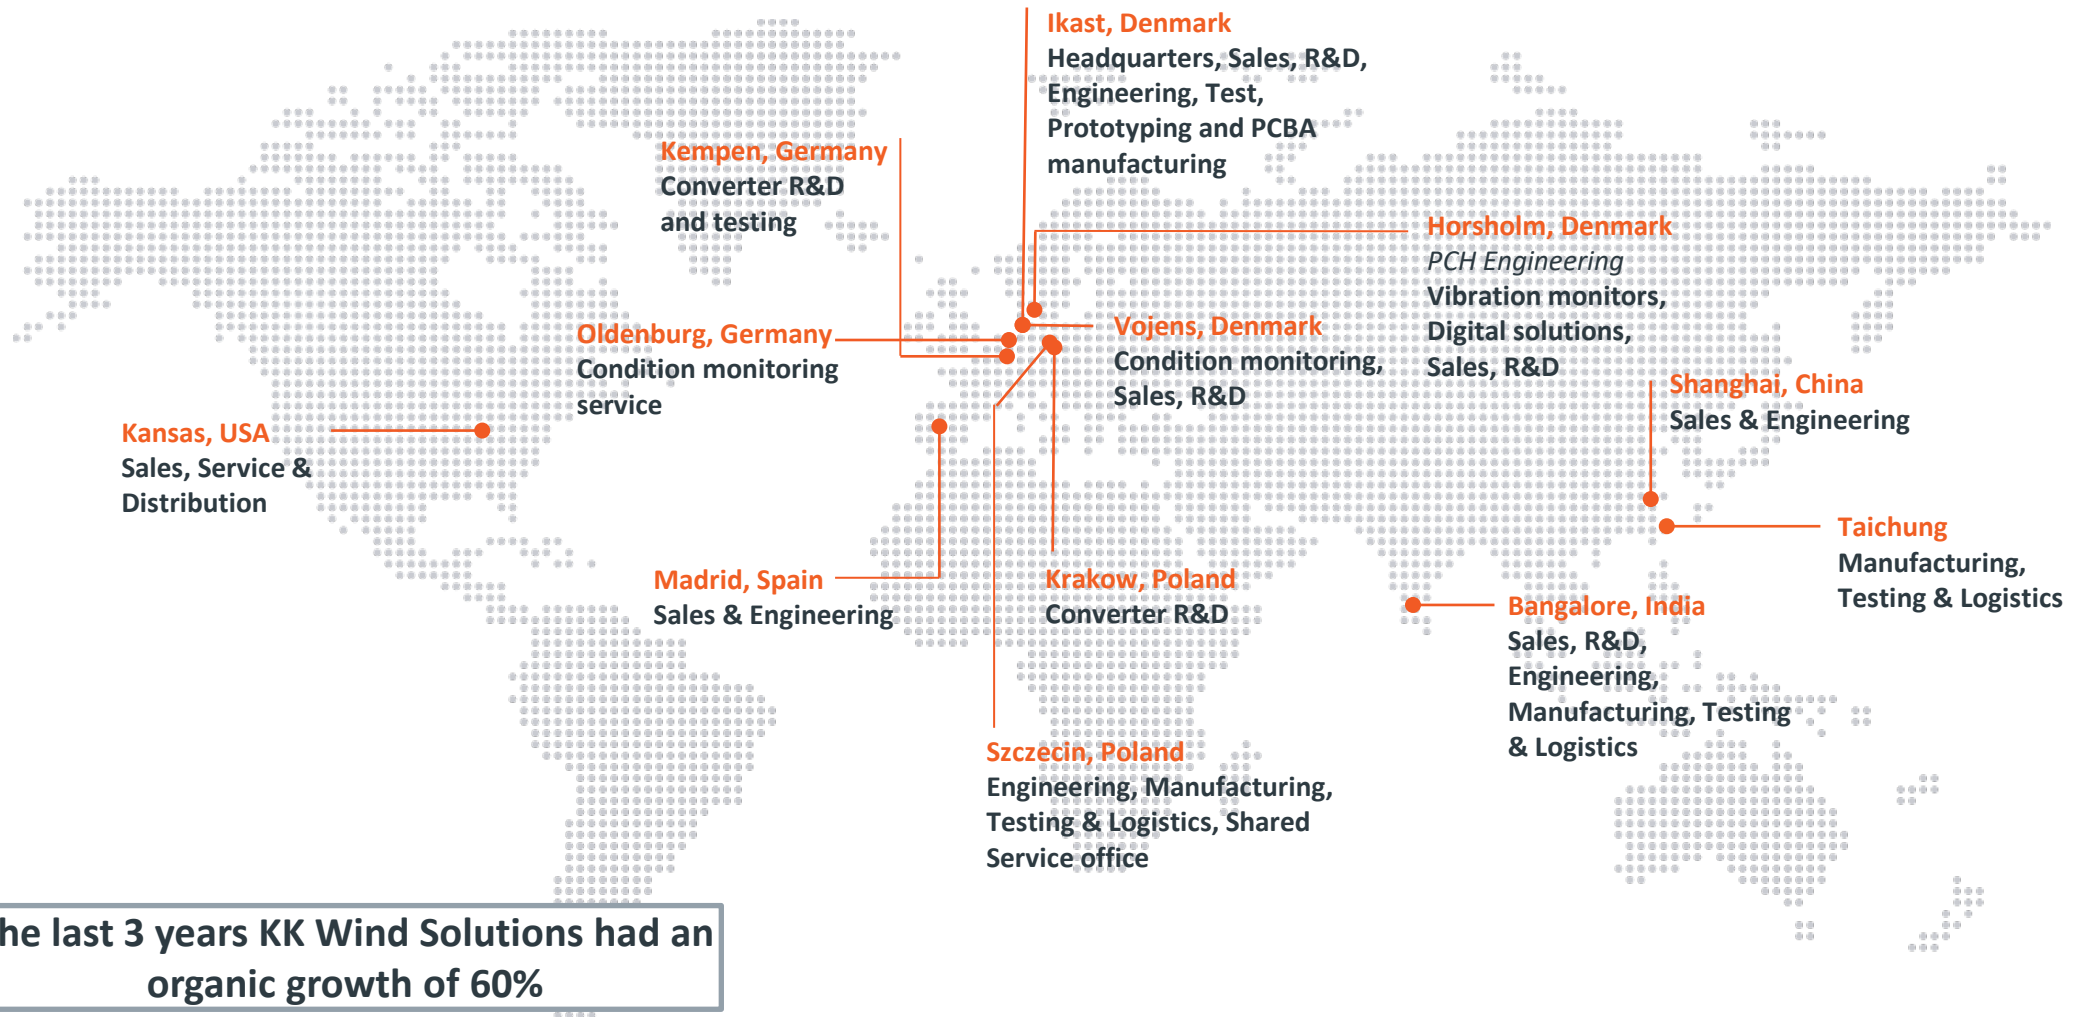 Ikast, Denmark
Headquarters, Sales, R&D,
Engineering, Test,
Prototyping and PCBA
manufacturing
Kempen, Germany
Converter R&D
and testing
Horsholm, Denmark
PCH Engineering
Vibration monitors,
Digital solutions,
Sales, R&D
Oldenburg, Germany
Condition monitoring
service
Vojens, Denmark
Condition monitoring,
Sales, R&D
Shanghai, China
Sales & Engineering
Kansas, USA
Sales, Service &
Distribution
Taichung
Manufacturing,
Testing & Logistics
Madrid, Spain
Sales & Engineering
Krakow, Poland
Converter R&D
Bangalore, India
Sales, R&D,
Engineering,
Manufacturing, Testing
& Logistics
Szczecin, Poland
Engineering, Manufacturing,
Testing & Logistics, Shared
Service office
he last 3 years KK Wind Solutions had an
organic growth of 60%